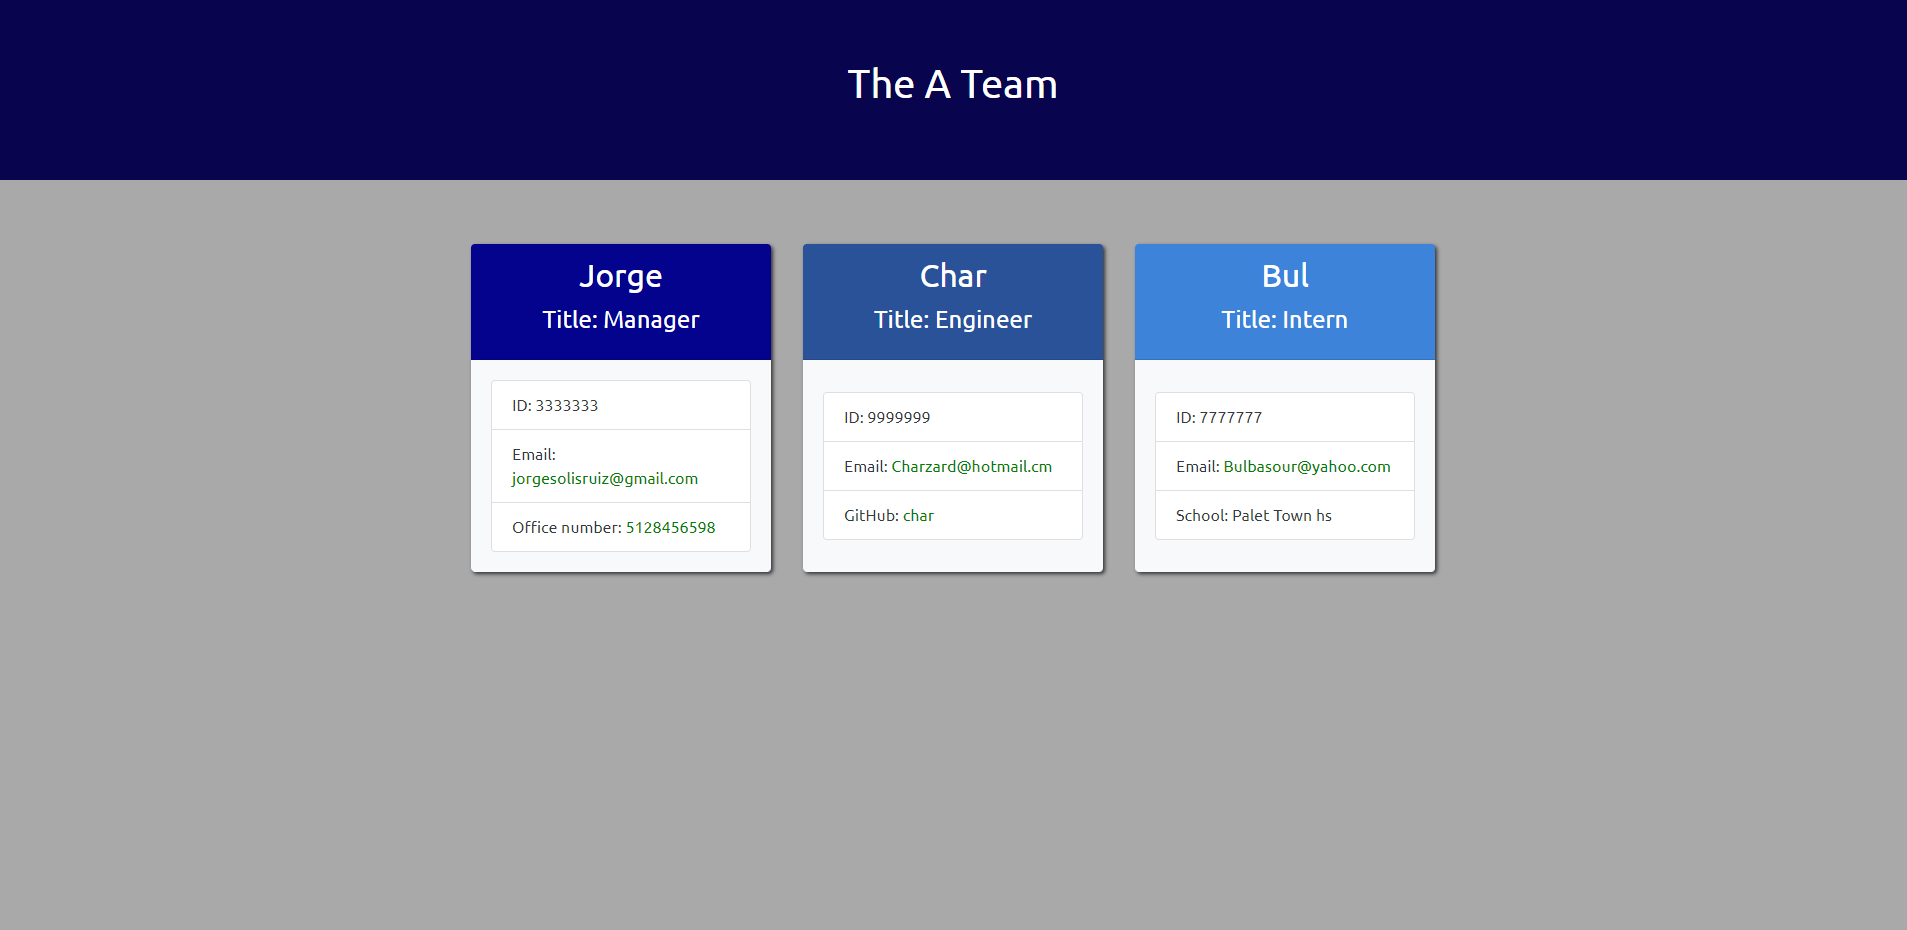 The A Team
Jorge
Title: Manager
ID: 3333333
Email:
jorgesolisruiz@gmail.com
Office number: 5128456598
Char
Title: Engineer
ID: 9999999
Email: Charzard@hotmail.cm
GitHub: char
Bul
Title: Intern
ID: 7777777
Email: Bulbasour@yahoo.com
School: Palet Town hs